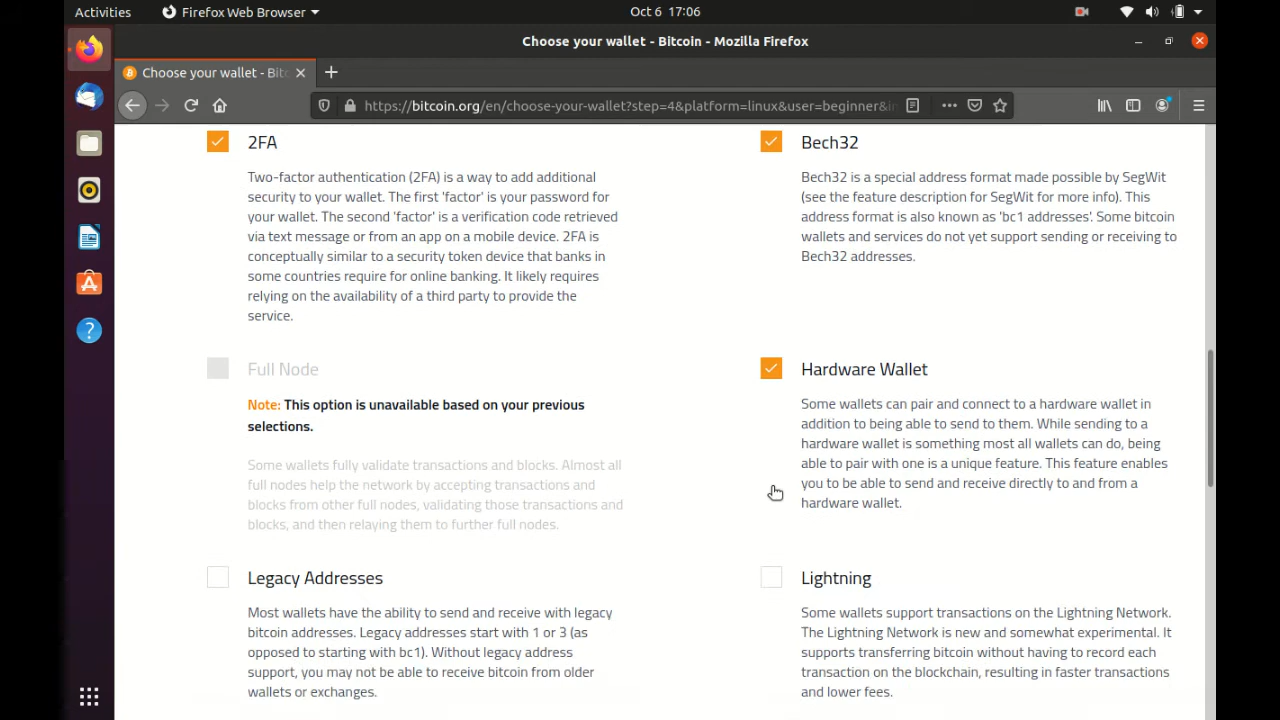 Activities
Firefox Web Browser
Oct 6 17:06
Choose your wallet - Bitcoin - Mozilla Firefox
Choose your wallet - Bitc
https://bitcoin.org/en/choose-your-wallet?step=4&platform=linux&user=beginner&i
2FA
Two-factor authentication (2FA) is a way to add additional
security to your wallet. The first 'factor' is your password for
your wallet. The second 'factor' is a verification code retrieved
via text message or from an app on a mobile device. 2FA is
conceptually similar to a security token device that banks in
some countries require for online banking. It likely requires
relying on the availability of a third party to provide the
service.
Bech32
Bech32 is a special address format made possible by SegWit
(see the feature description for SegWit for more info). This
address format is also known as 'bc1 addresses'. Some bitcoin
wallets and services do not yet support sending or receiving to
Bech32 addresses.
Full Node
Note: This option is unavailable based on your previous
selections.
Some wallets fully validate transactions and blocks. Almost all
full nodes help the network by accepting transactions and
blocks from other full nodes, validating those transactions and
blocks, and then relaying them to further full nodes.
Hardware Wallet
Some wallets can pair and connect to a hardware wallet in
addition to being able to send to them. While sending to a
hardware wallet is something most all wallets can do, being
able to pair with one is a unique feature. This feature enables
you to be able to send and receive directly to and from a
hardware wallet.
Legacy Addresses
Most wallets have the ability to send and receive with legacy
bitcoin addresses. Legacy addresses start with 1 or 3 (as
opposed to starting with bc1). Without legacy address
support, you may not be able to receive bitcoin from older
wallets or exchanges.
Lightning
Some wallets support transactions on the Lightning Network.
The Lightning Network is new and somewhat experimental. It
supports transferring bitcoin without having to record each
transaction on the blockchain, resulting in faster transactions
and lower fees.